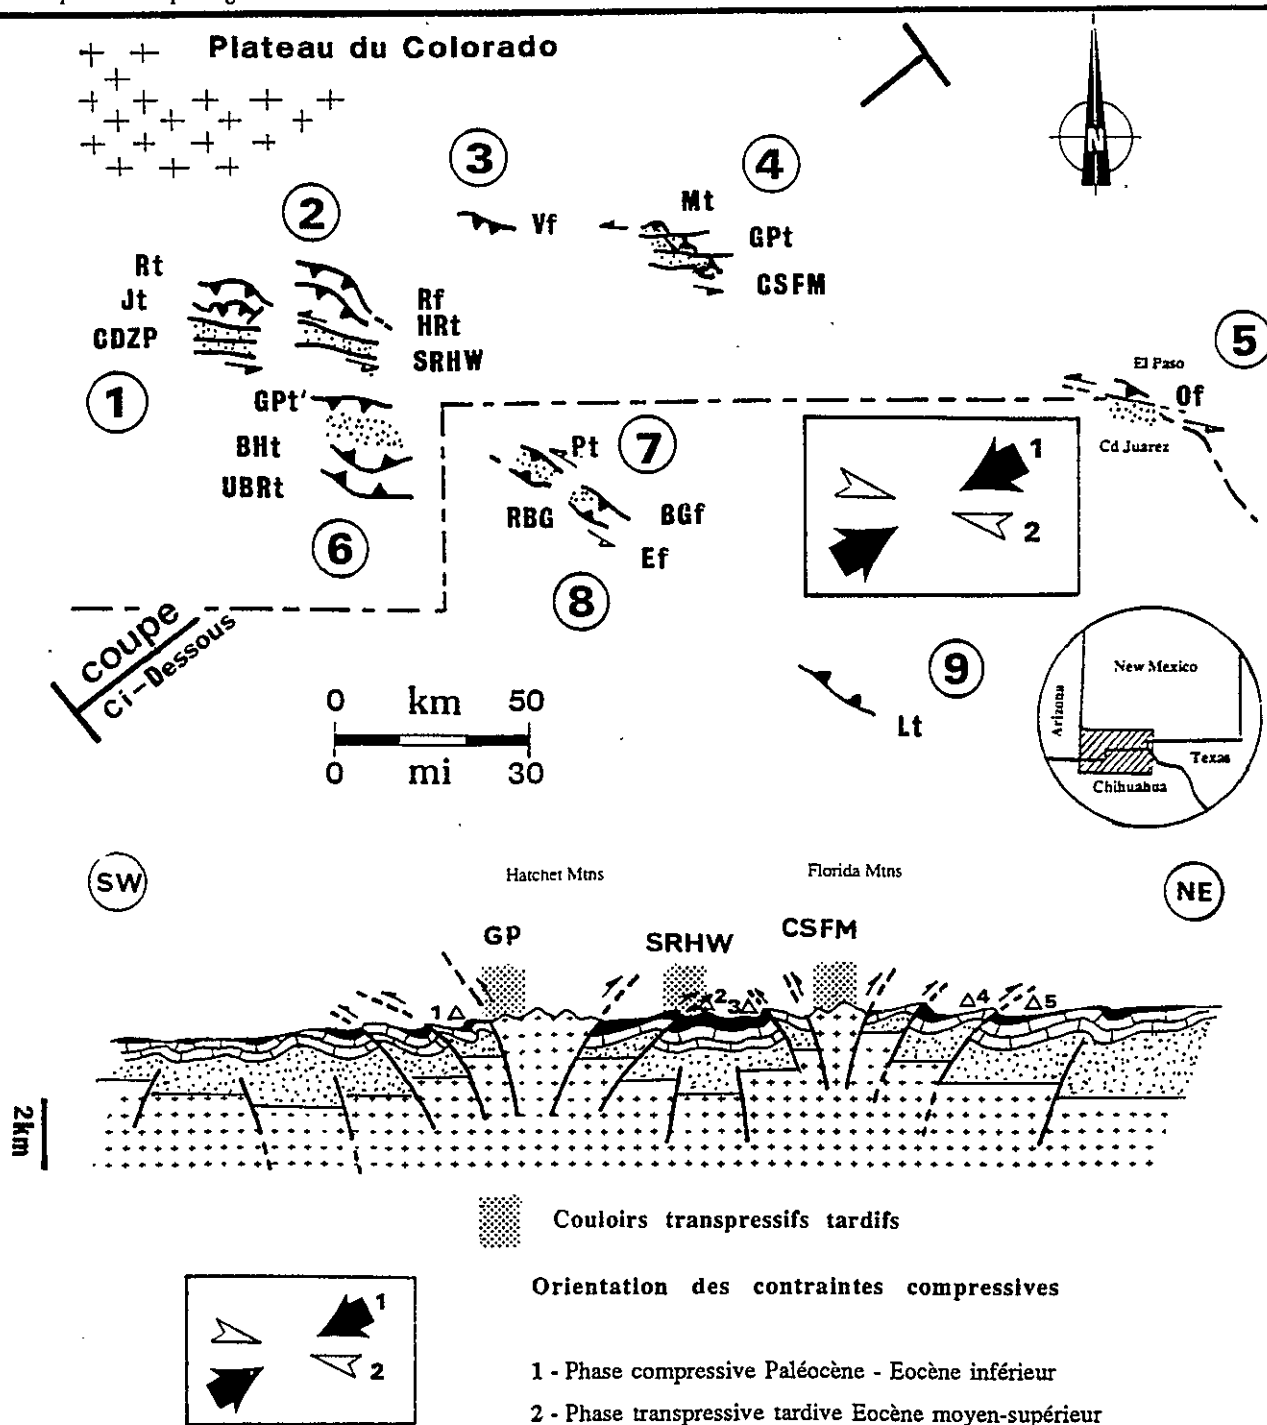 Plateau du Colorado
3
4
2
Mt
Vf
GPt
Rt
Jt
CDZP
Rf
HRt
SRHW
CSFM
5
El Paso
Of
Cd Juarez
1
GPt'
BHt
UBRt
6
Pt
7
RBG
BGf
Ef
8
1
2
coupe
Ci-Dessous
9
Lt
0 km 50
0 mi 30
New Mexico
Arizona
Texas
Chihuahua
SW
Hatchet Mtns
Florida Mtns
NE
GP
SRHW
CSFM
1
2
3
4
5
2km
Couloirs transpressifs tardifs
Orientation des contraintes compressives
1
2
1 - Phase compressive Paléocène - Eocène inférieur
2 - Phase transpressive tardive Eocène moyen-supérieur